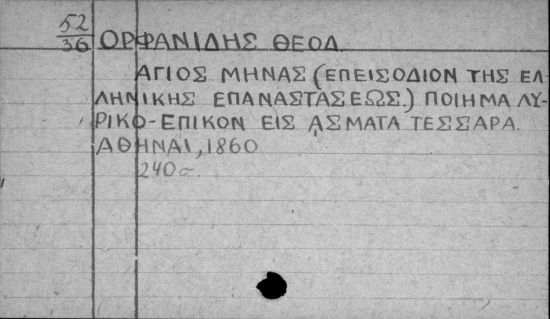 52
36
ΟΡΦΑΝΙΔΗΣ ΘΕΟΔ.
ΑΓΙΟΣ ΜΗΝΑΣ (ΕΠΕΙΣΟΔΙΟΝ ΤΗΣ ΕΛ-
ΛΗΝΙΚΗΣ ΕΠΑΝΑΣΤΑΣΕΩΣ.) ΠΟΙΗΜΑ ΛΥ-
ΡΙΚΟ-ΕΠΙΚΟΝ ΕΙΣ ᾼΣΜΑΤΑ ΤΕΣΣΑΡΑ.
ΑΘΗΝΑΙ, 1860
240σ.